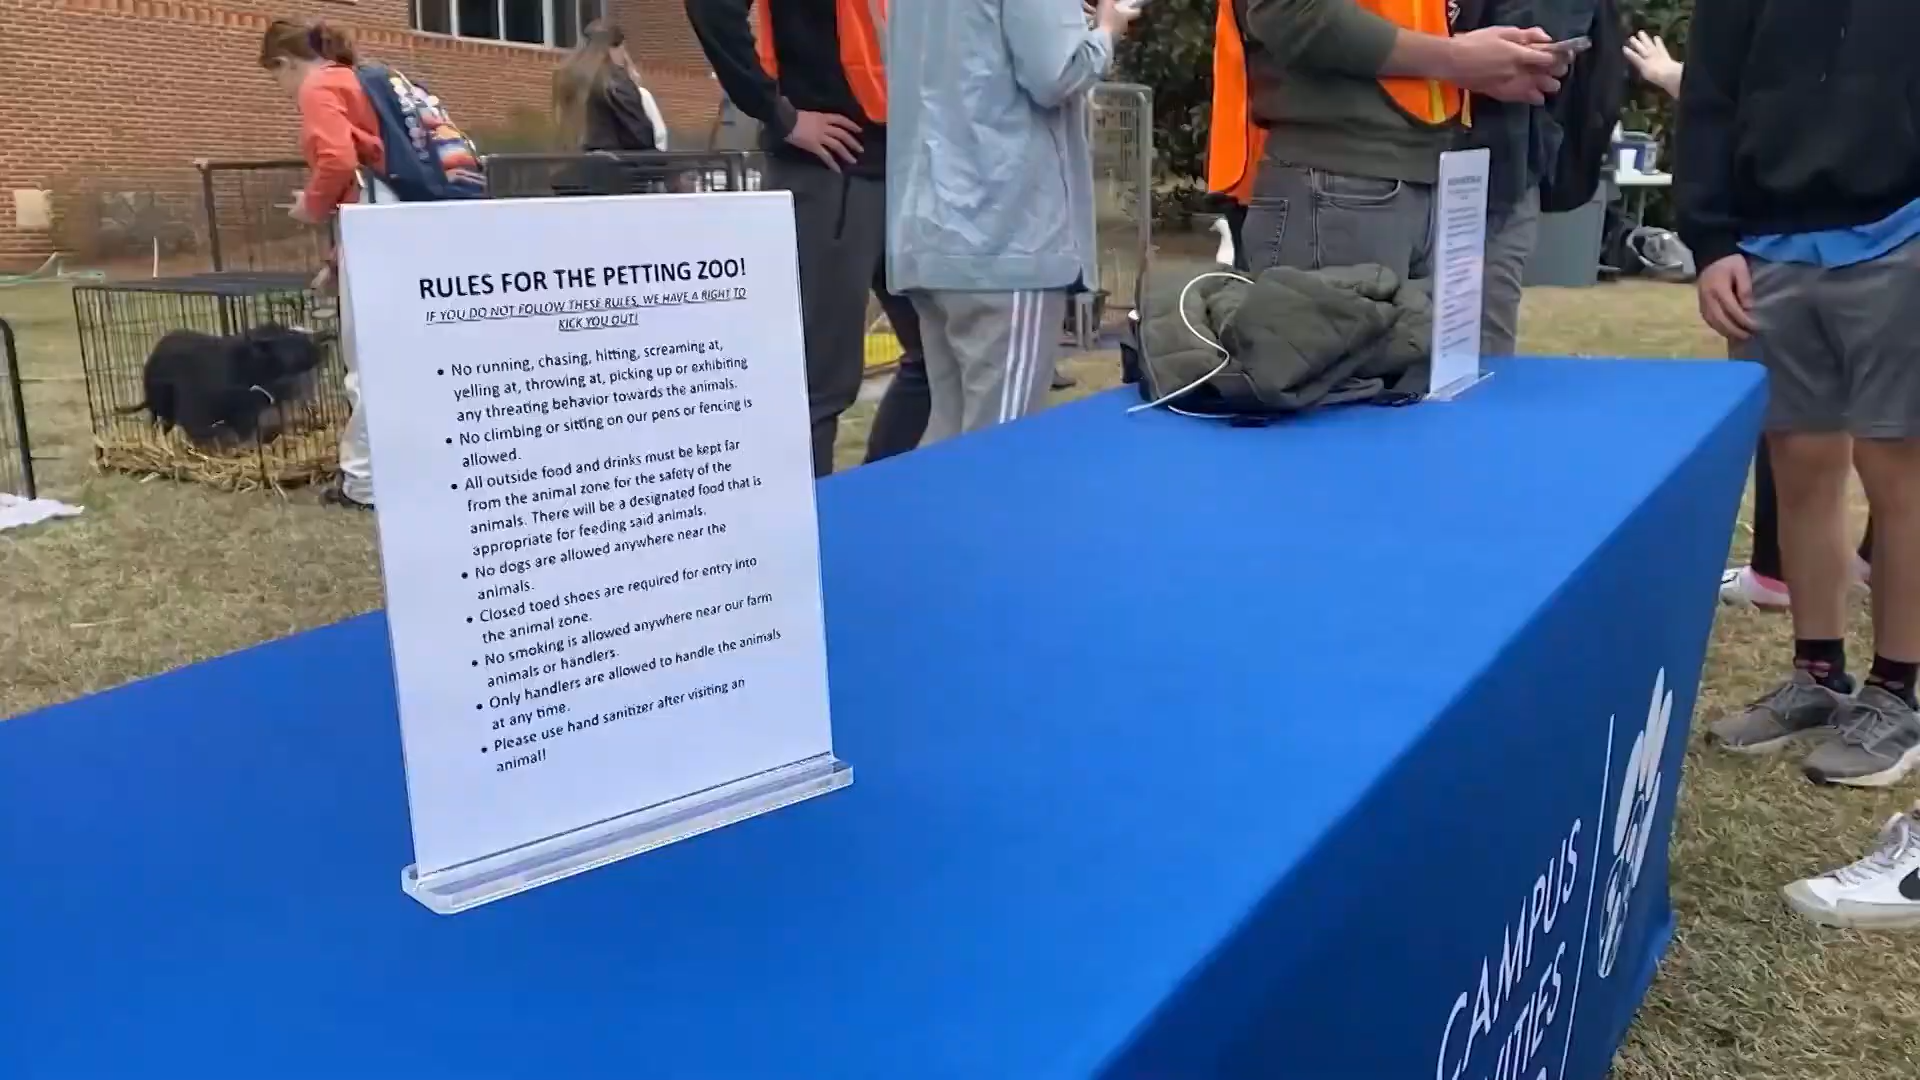 RULES FOR THE PETTING ZOO!
IF YOU DO NOT FOLLOW THESE RULES, WE HAVE A RIGHT TO
KICK YOU OUT!
• No running, chasing, hitting, screaming at,
yelling at, throwing at, picking up or exhibiting
any threating behavior towards the animals.
• No climbing or sitting on our pens or fencing is
allowed.
• All outside food and drinks must be kept far
from the animal zone for the safety of the
animals. There will be a designated food that is
appropriate for feeding said animals.
• No dogs are allowed anywhere near the
animals.
• Closed toed shoes are required for entry into
the animal zone.
• No smoking is allowed anywhere near our farm
animals or handlers.
• Only handlers are allowed to handle the animals
at any time.
• Please use hand sanitizer after visiting an
animal!
CAMPUS